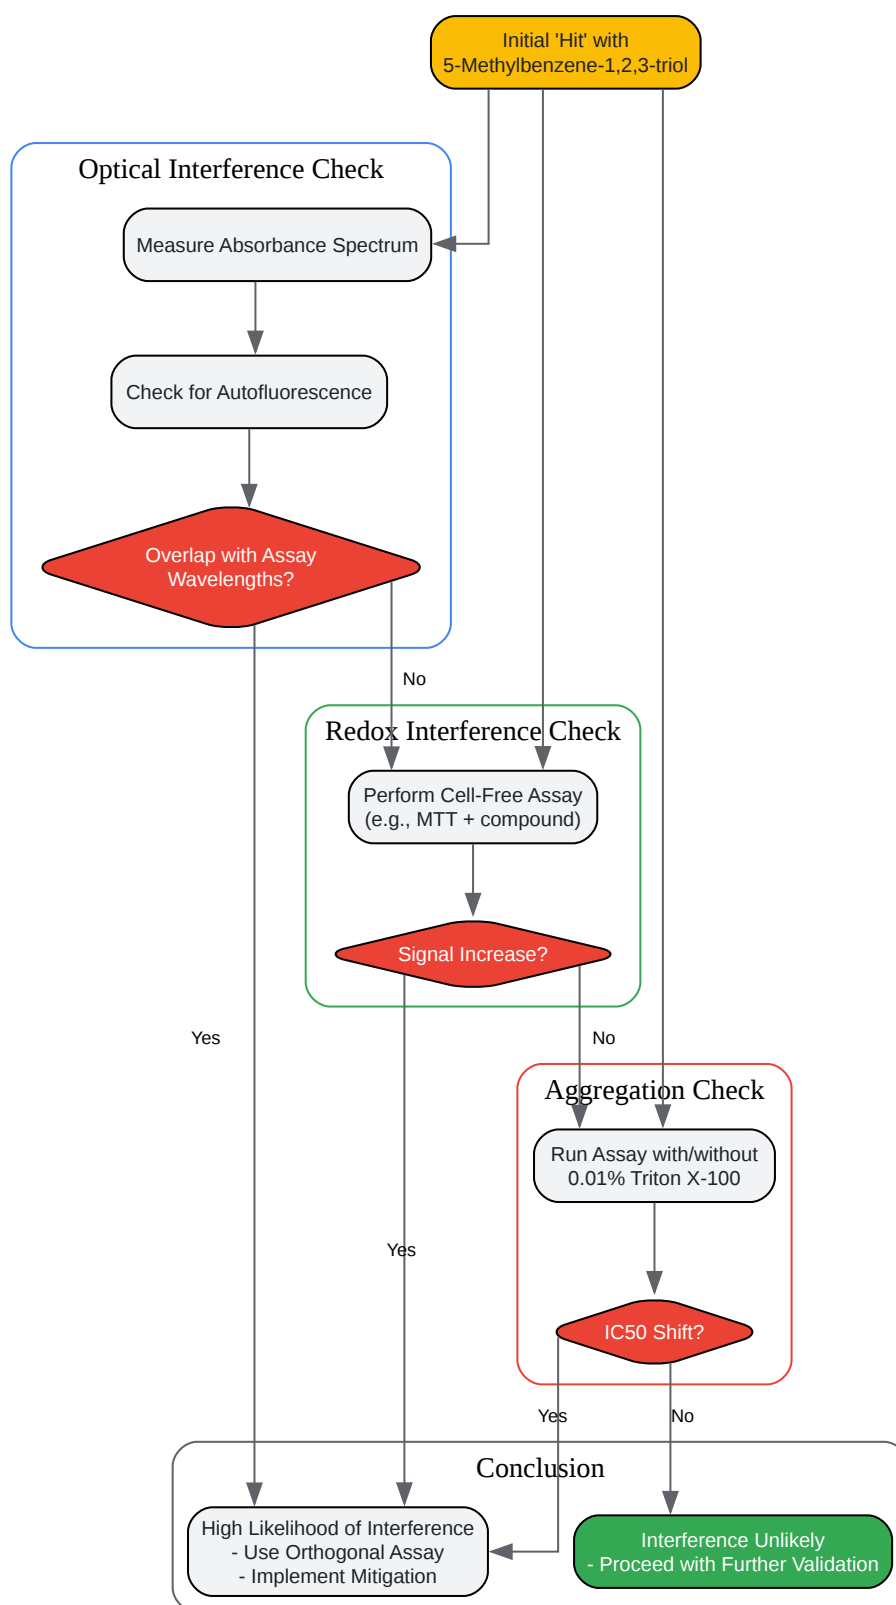 Initial 'Hit' with
5-Methylbenzene-1,2,3-triol
Optical Interference Check
Measure Absorbance Spectrum
Check for Autofluorescence
Overlap with Assay
Wavelengths?
No
Redox Interference Check
Perform Cell-Free Assay
(e.g., MTT + compound)
Signal Increase?
Yes
No
Aggregation Check
Run Assay with/without
0.01% Triton X-100
Yes
IC50 Shift?
Yes
No
Conclusion
High Likelihood of Interference
- Use Orthogonal Assay
- Implement Mitigation
Interference Unlikely
- Proceed with Further Validation